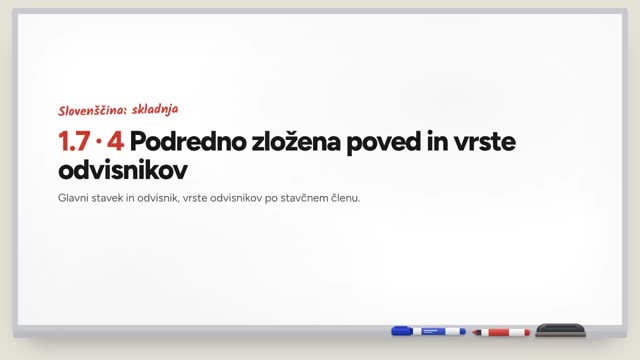 Slovenščina: skladnja
1.7 · 4 Podredno zložena poved in vrste
odvisnikov
Glavni stavek in odvisnik, vrste odvisnikov po stavčnem členu.